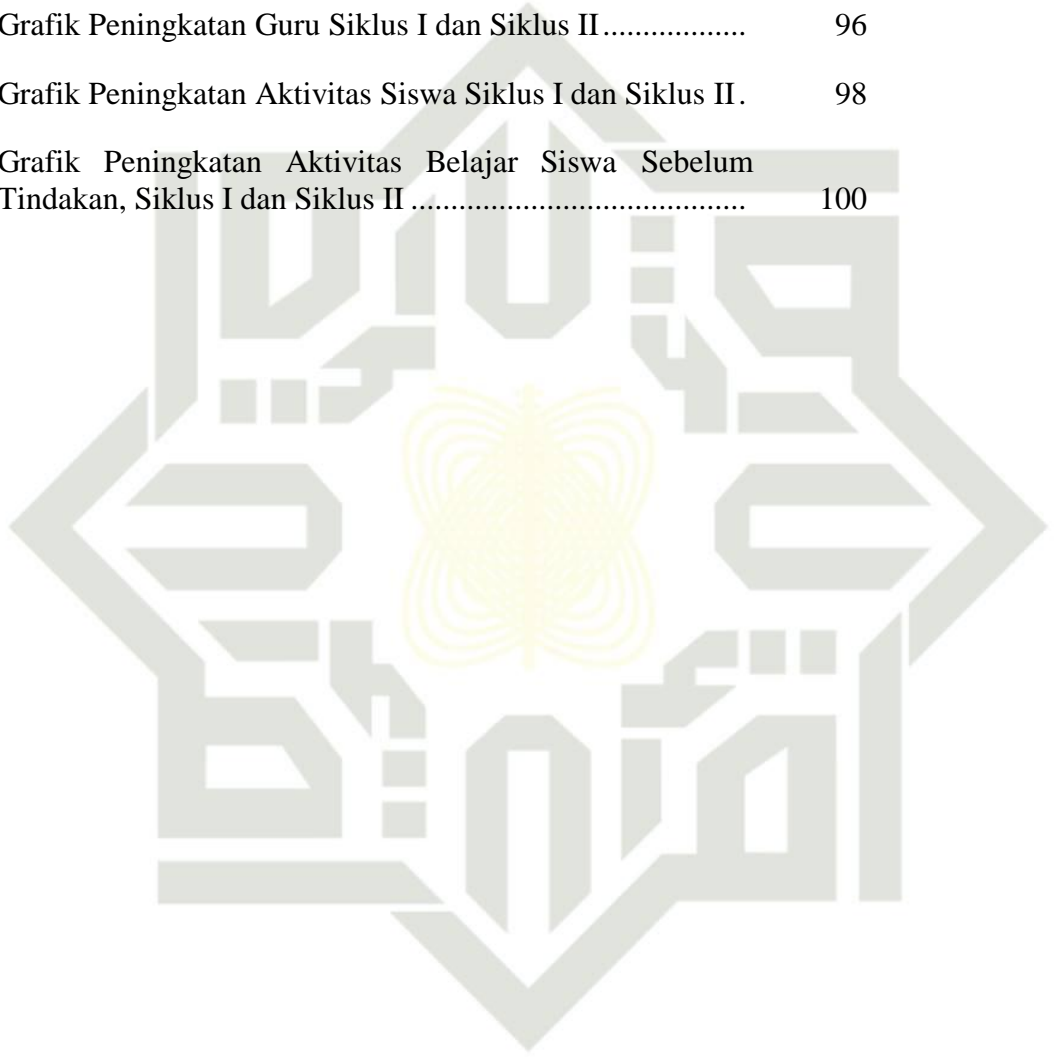 Grafik Peningkatan Guru Siklus I dan Siklus II.................. 96
Grafik Peningkatan Aktivitas Siswa Siklus I dan Siklus II. 98
Grafik Peningkatan Aktivitas Belajar Siswa Sebelum
Tindakan, Siklus I dan Siklus II .......................................... 100